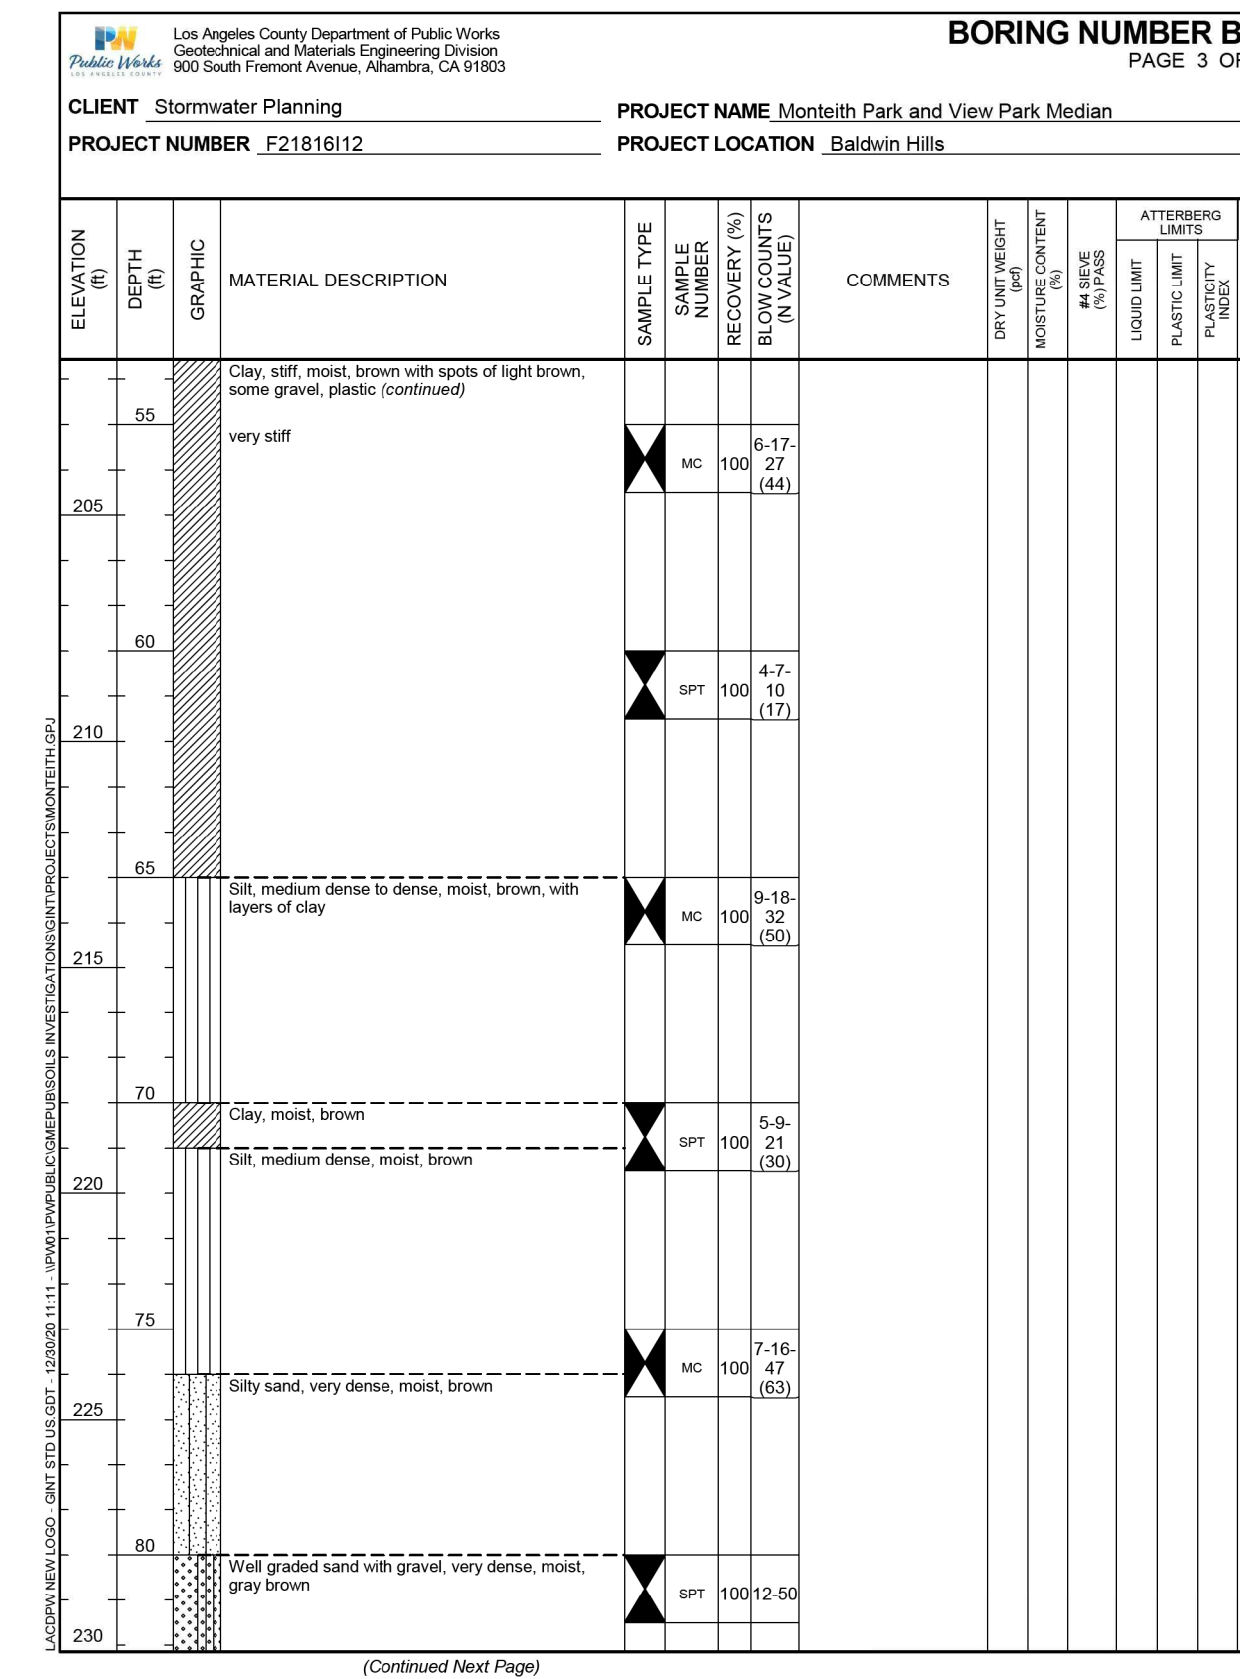 PW
Public Works
LOS ANGELES COUNTY
Los Angeles County Department of Public Works
Geotechnical and Materials Engineering Division
900 South Fremont Avenue, Alhambra, CA 91803
BORING NUMBER B
PAGE 3 OF
CLIENT Stormwater Planning
PROJECT NAME Monteith Park and View Park Median
PROJECT NUMBER F21816I12
PROJECT LOCATION Baldwin Hills
ELEVATION
(ft)
DEPTH
(ft)
GRAPHIC
MATERIAL DESCRIPTION
SAMPLE TYPE
SAMPLE
NUMBER
RECOVERY (%)
BLOW COUNTS
(N VALUE)
COMMENTS
DRY UNIT WEIGHT
(pcf)
MOISTURE CONTENT
(%)
#4 SIEVE
(%) PASS
ATTERBERG
LIMITS
LIQUID LIMIT
PLASTIC LIMIT
PLASTICITY
INDEX
Clay, stiff, moist, brown with spots of light brown,
some gravel, plastic (continued)
55
very stiff
6-17-
MC 100 27
(44)
205
60
4-7-
SPT 100 10
(17)
210
65
Silt, medium dense to dense, moist, brown, with
layers of clay
9-18-
MC 100 32
(50)
215
70
Clay, moist, brown
5-9-
SPT 100 21
(30)
Silt, medium dense, moist, brown
220
75
7-16-
MC 100 47
(63)
Silty sand, very dense, moist, brown
225
80
Well graded sand with gravel, very dense, moist,
gray brown
SPT 100 12-50
230
(Continued Next Page)
LACDPW NEW LOGO - GINT STD US.GDT - 12/30/20 11:11 - \\PW01\PWPUBLIC\GMEPUB\SOILS INVESTIGATIONS\GINT\PROJECTS\MONTEITH.GPJ